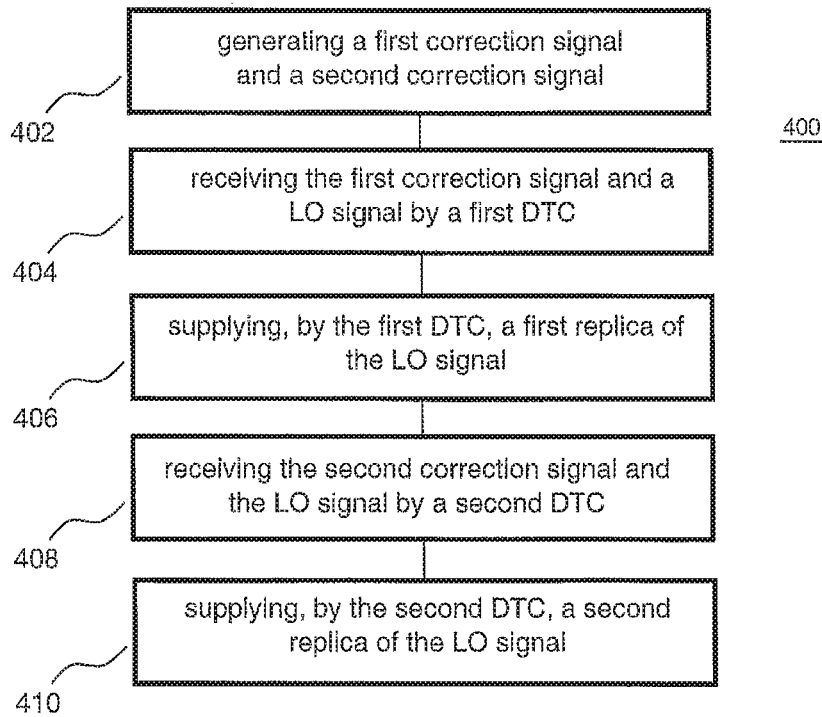 generating a first correction signal
and a second correction signal
402
400
receiving the first correction signal and a
LO signal by a first DTC
404
supplying, by the first DTC, a first replica of
the LO signal
406
receiving the second correction signal and
the LO signal by a second DTC
408
supplying, by the second DTC, a second
replica of the LO signal
410